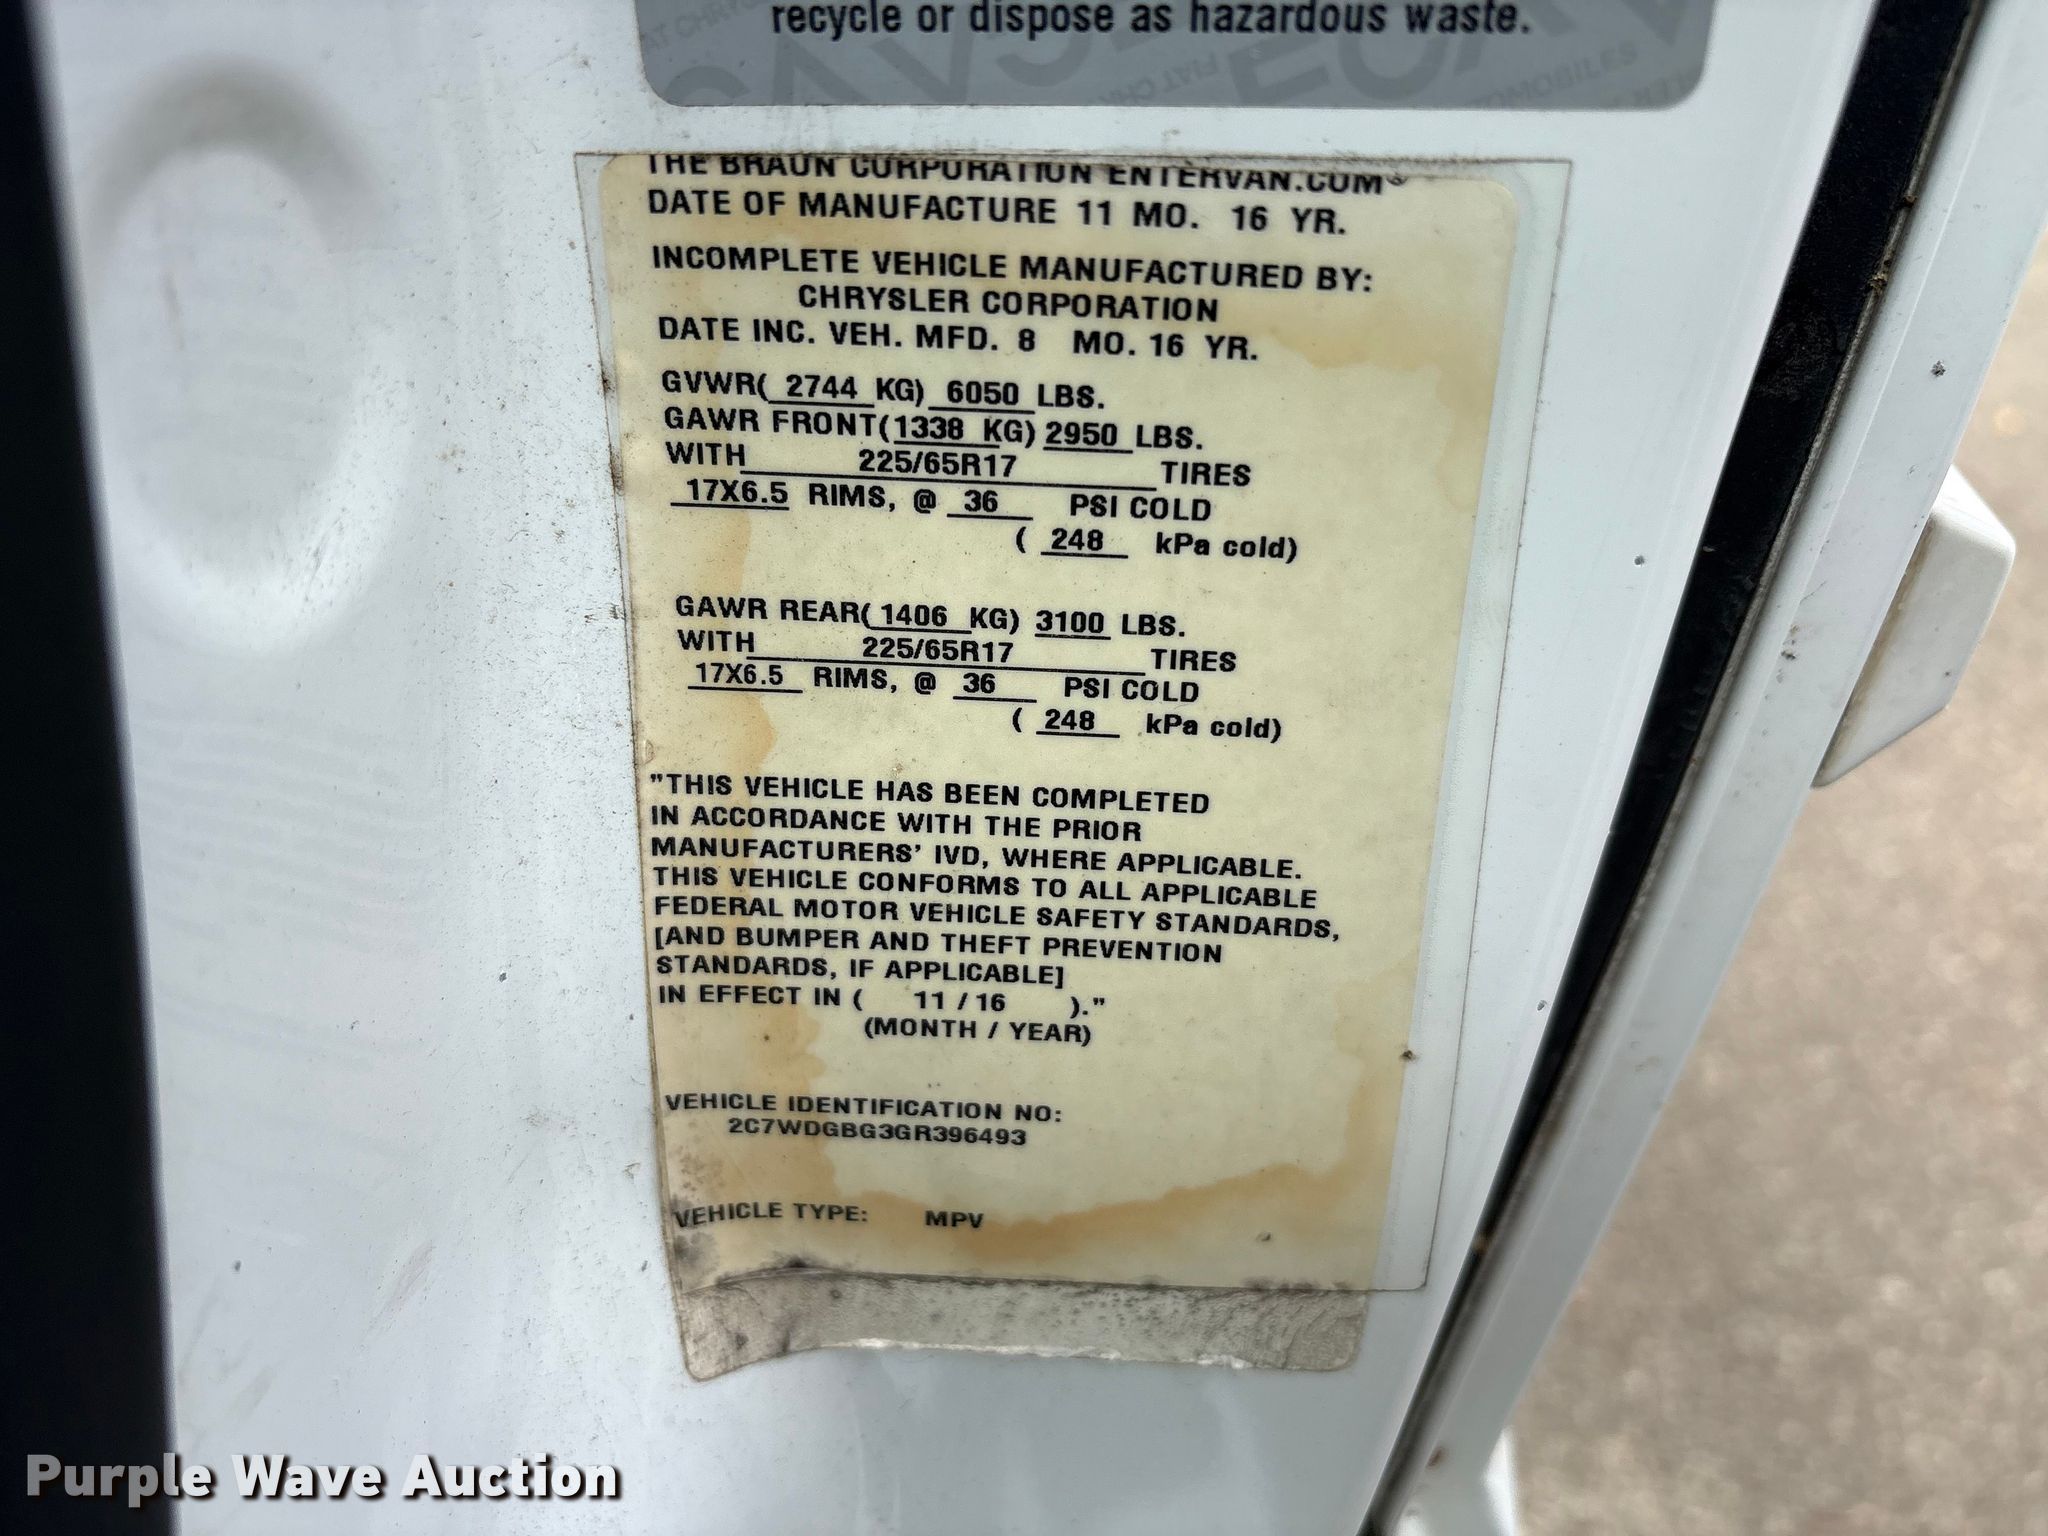 recycle or dispose as hazardous waste.
THE BRAUN CORPORATION ENTERVAN.COM®
DATE OF MANUFACTURE 11 MO. 16 YR.
INCOMPLETE VEHICLE MANUFACTURED BY:
CHRYSLER CORPORATION
DATE INC. VEH. MFD. 8 MO. 16 YR.
GVWR( 2744 KG) 6050 LBS.
GAWR FRONT(1338 KG) 2950 LBS.
WITH 225/65R17 TIRES
17X6.5 RIMS, @ 36 PSI COLD
( 248 kPa cold)
GAWR REAR(1406 KG) 3100 LBS.
WITH 225/65R17 TIRES
17X6.5 RIMS, @ 36 PSI COLD
( 248 kPa cold)
"THIS VEHICLE HAS BEEN COMPLETED
IN ACCORDANCE WITH THE PRIOR
MANUFACTURERS' IVD, WHERE APPLICABLE.
THIS VEHICLE CONFORMS TO ALL APPLICABLE
FEDERAL MOTOR VEHICLE SAFETY STANDARDS,
[AND BUMPER AND THEFT PREVENTION
STANDARDS, IF APPLICABLE]
IN EFFECT IN ( 11 / 16 )."
(MONTH / YEAR)
VEHICLE IDENTIFICATION NO:
2C7WDGBG3GR396493
VEHICLE TYPE: MPV
Purple Wave Auction